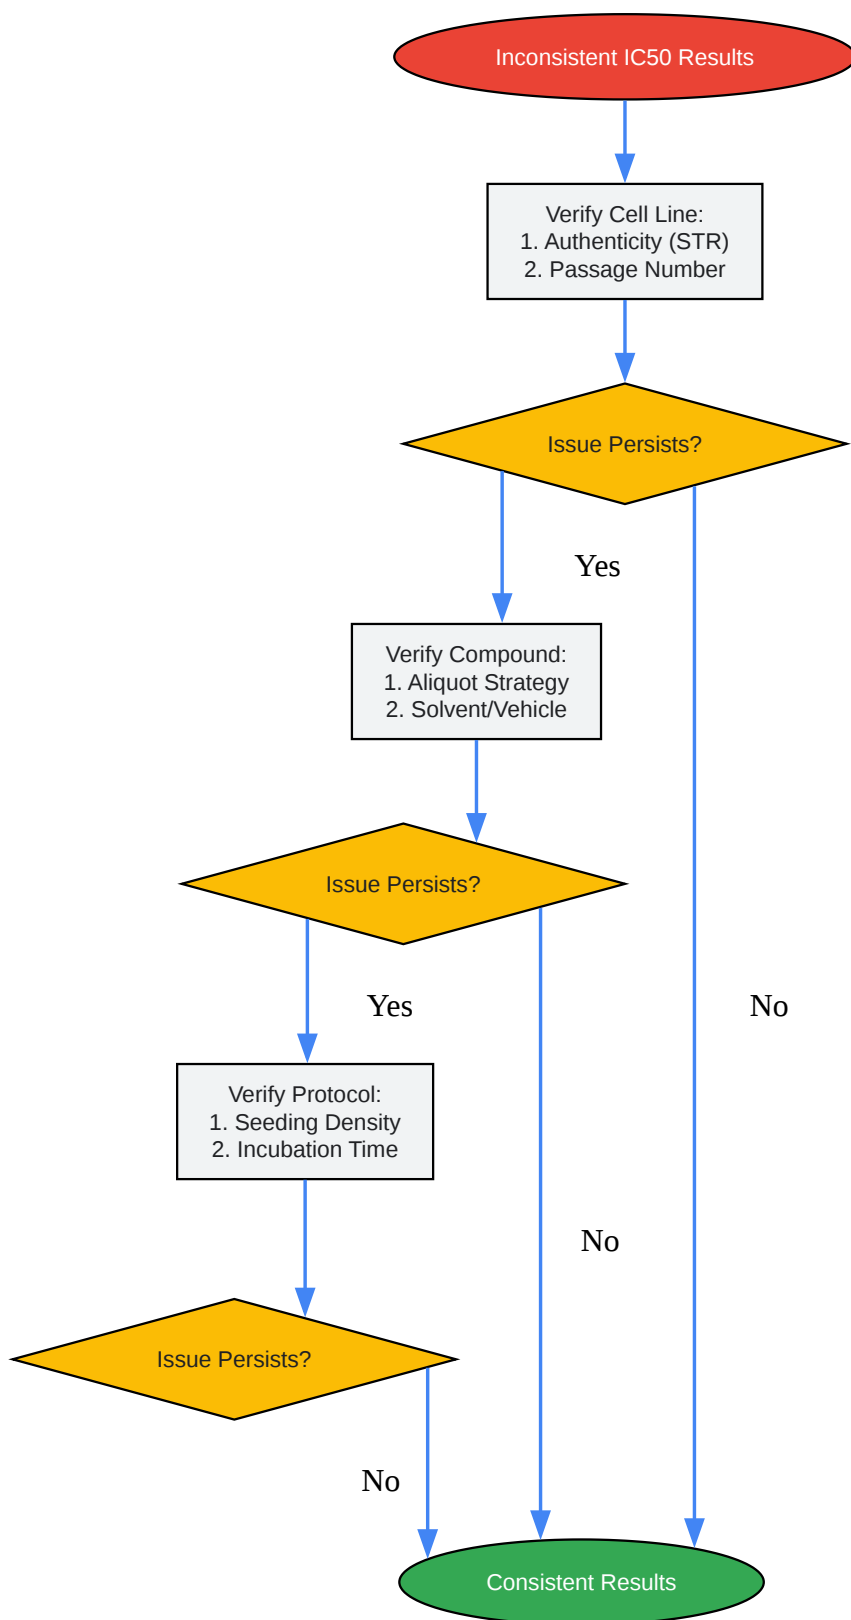 Inconsistent IC50 Results
Verify Cell Line:
1. Authenticity (STR)
2. Passage Number
Issue Persists?
Yes
Verify Compound:
1. Aliquot Strategy
2. Solvent/Vehicle
Issue Persists?
Yes
No
Verify Protocol:
1. Seeding Density
2. Incubation Time
No
Issue Persists?
No
Consistent Results